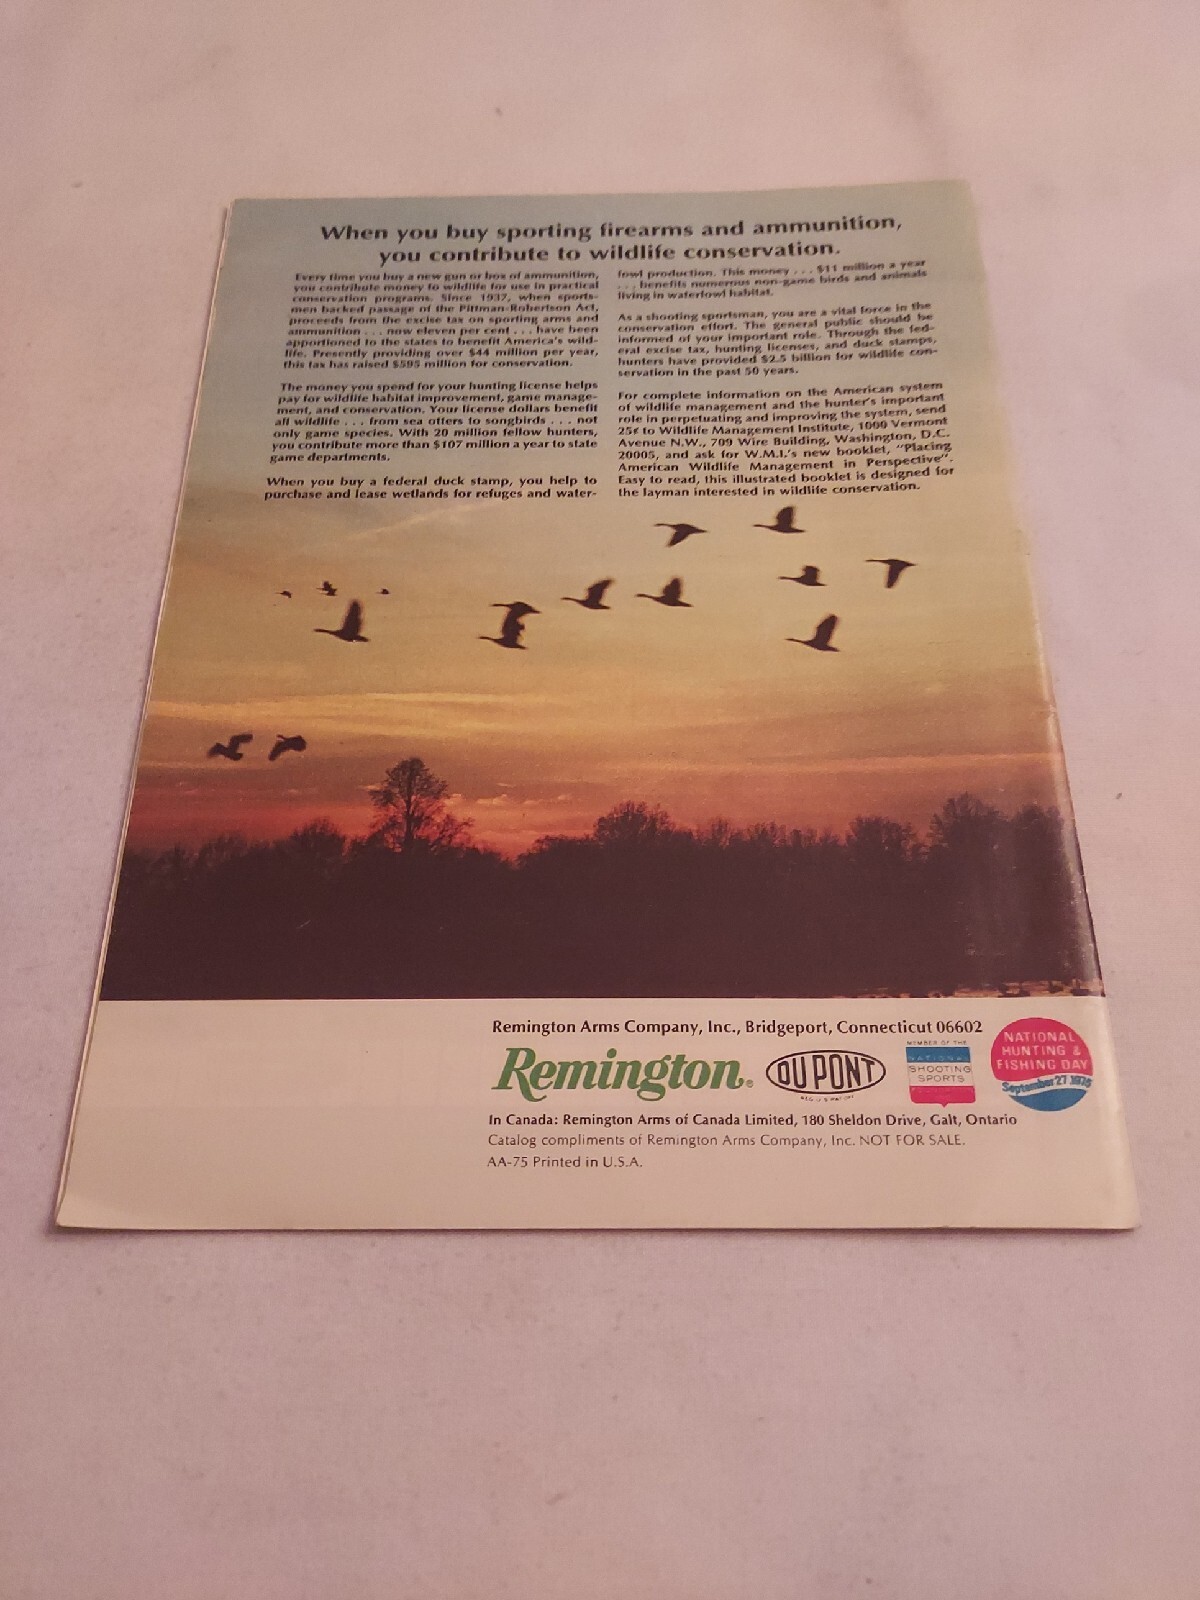 When you buy sporting firearms and ammunition,
you contribute to wildlife conservation.
Every time you buy a new gun or box of ammunition,
you contribute money to wildlife for use in practical
conservation programs. Since 1937, when sports-
men backed passage of the Pittman-Robertson Act,
proceeds from the excise tax on sporting arms and
ammunition . . . now eleven per cent . . . have been
apportioned to the states to benefit America's wild-
life. Presently providing over $44 million per year,
this tax has raised $595 million for conservation.
The money you spend for your hunting license helps
pay for wildlife habitat improvement, game manage-
ment, and conservation. Your license dollars benefit
all wildlife . . . from sea otters to songbirds . . . not
only game species. With 20 million fellow hunters,
you contribute more than $107 million a year to state
game departments.
When you buy a federal duck stamp, you help to
purchase and lease wetlands for refuges and water-
fowl production. This money . . . $11 million a year
. . . benefits numerous non-game birds and animals
living in waterfowl habitat.
As a shooting sportsman, you are a vital force in the
conservation effort. The general public should be
informed of your important role. Through the fed-
eral excise tax, hunting licenses, and duck stamps,
hunters have provided $2.5 billion for wildlife con-
servation in the past 50 years.
For complete information on the American system
of wildlife management and the hunter's important
role in perpetuating and improving the system, send
25¢ to Wildlife Management Institute, 1000 Vermont
Avenue N.W., 709 Wire Building, Washington, D.C.
20005, and ask for W.M.I.'s new booklet, "Placing
American Wildlife Management in Perspective".
Easy to read, this illustrated booklet is designed for
the layman interested in wildlife conservation.
Remington Arms Company, Inc., Bridgeport, Connecticut 06602
Remington®
DU PONT
REG. U.S. PAT. OFF.
MEMBER OF THE
NATIONAL
SHOOTING
SPORTS
FOUNDATION
NATIONAL
HUNTING &
FISHING DAY
September 27 1975
In Canada: Remington Arms of Canada Limited, 180 Sheldon Drive, Galt, Ontario
Catalog compliments of Remington Arms Company, Inc. NOT FOR SALE.
AA-75 Printed in U.S.A.